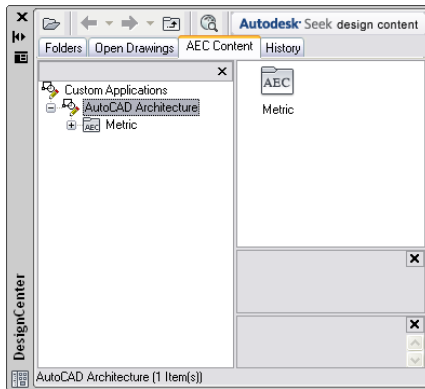 Autodesk Seek design content
Folders Open Drawings AEC Content History
Custom Applications
AutoCAD Architecture
AEC Metric
AEC
Metric
DesignCenter
AutoCAD Architecture (1 Item(s))